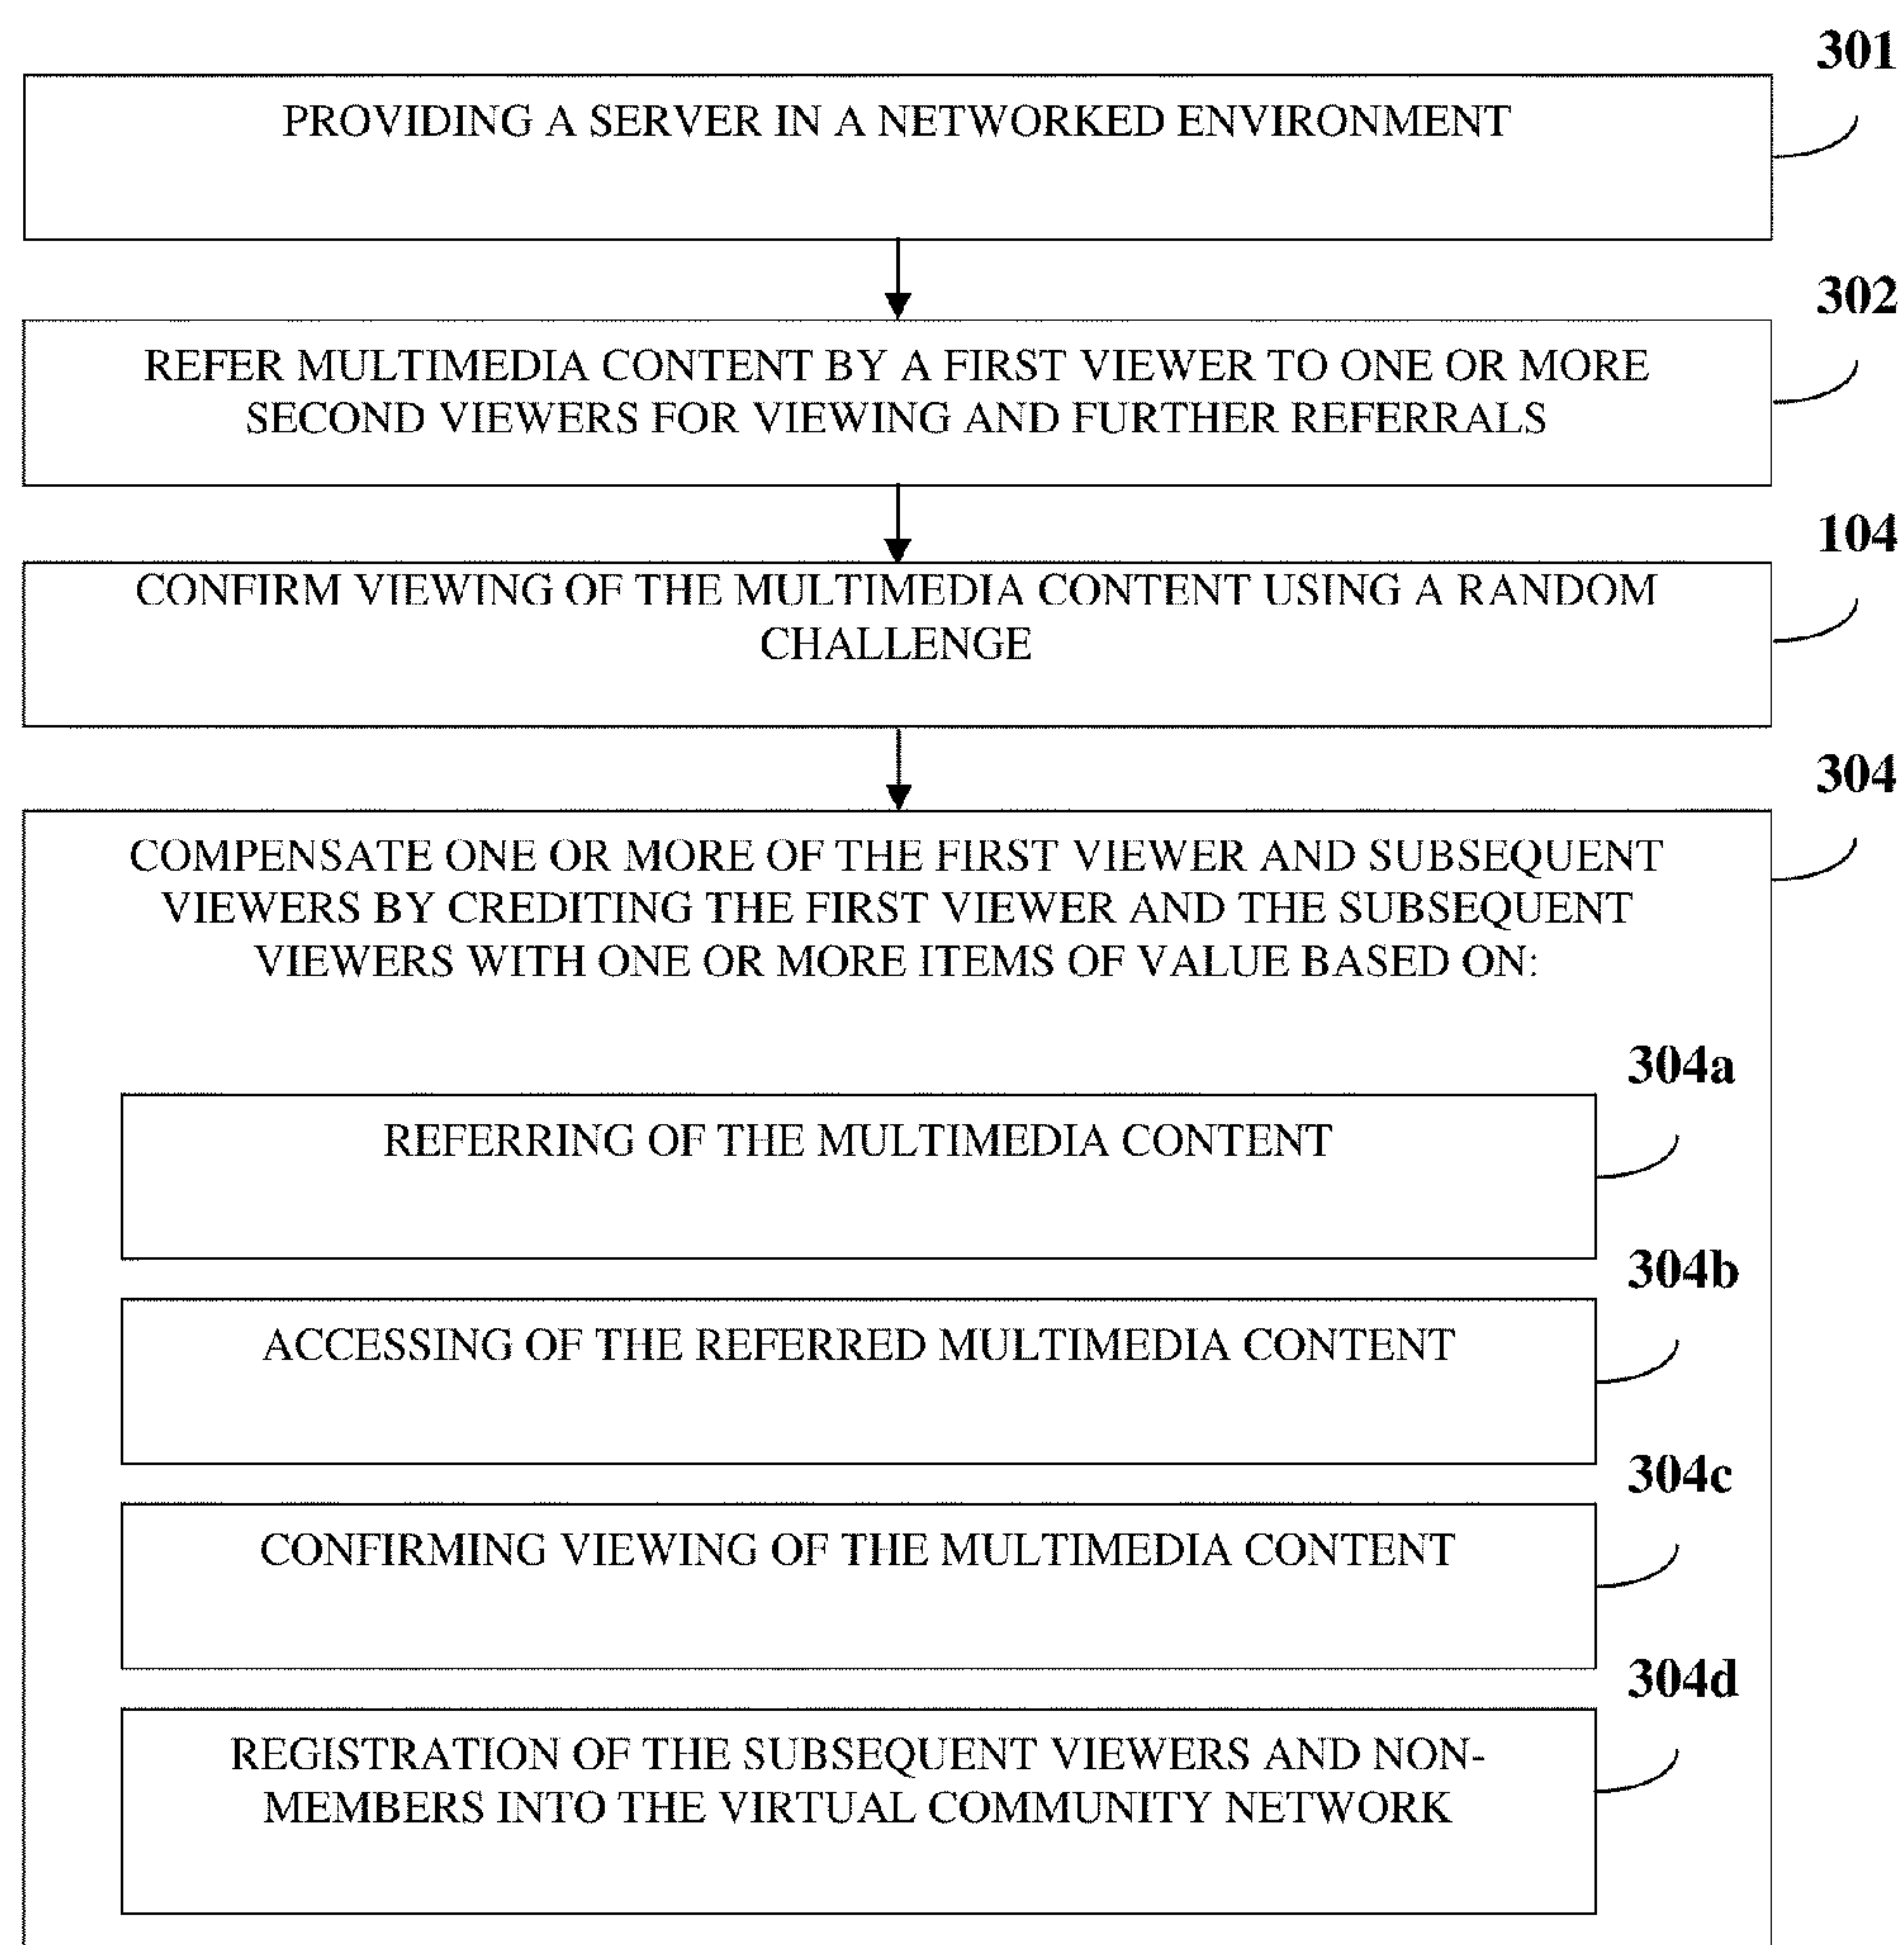 301
PROVIDING A SERVER IN A NETWORKED ENVIRONMENT
302
REFER MULTIMEDIA CONTENT BY A FIRST VIEWER TO ONE OR MORE
SECOND VIEWERS FOR VIEWING AND FURTHER REFERRALS
104
CONFIRM VIEWING OF THE MULTIMEDIA CONTENT USING A RANDOM
CHALLENGE
304
COMPENSATE ONE OR MORE OF THE FIRST VIEWER AND SUBSEQUENT
VIEWERS BY CREDITING THE FIRST VIEWER AND THE SUBSEQUENT
VIEWERS WITH ONE OR MORE ITEMS OF VALUE BASED ON:
304a
REFERRING OF THE MULTIMEDIA CONTENT
304b
ACCESSING OF THE REFERRED MULTIMEDIA CONTENT
304c
CONFIRMING VIEWING OF THE MULTIMEDIA CONTENT
304d
REGISTRATION OF THE SUBSEQUENT VIEWERS AND NON-
MEMBERS INTO THE VIRTUAL COMMUNITY NETWORK